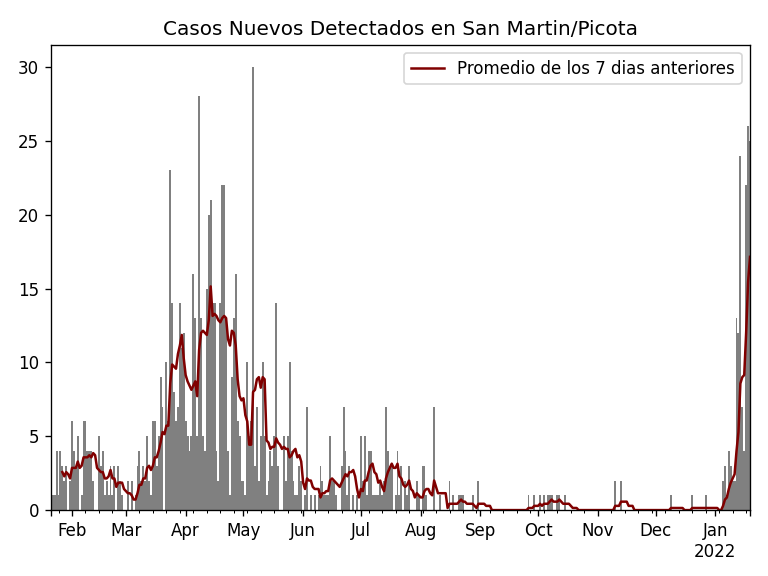 Casos Nuevos Detectados en San Martin/Picota
Promedio de los 7 dias anteriores
30
25
20
15
10
5
0
Feb Mar Apr May Jun Jul Aug Sep Oct Nov Dec Jan
2022